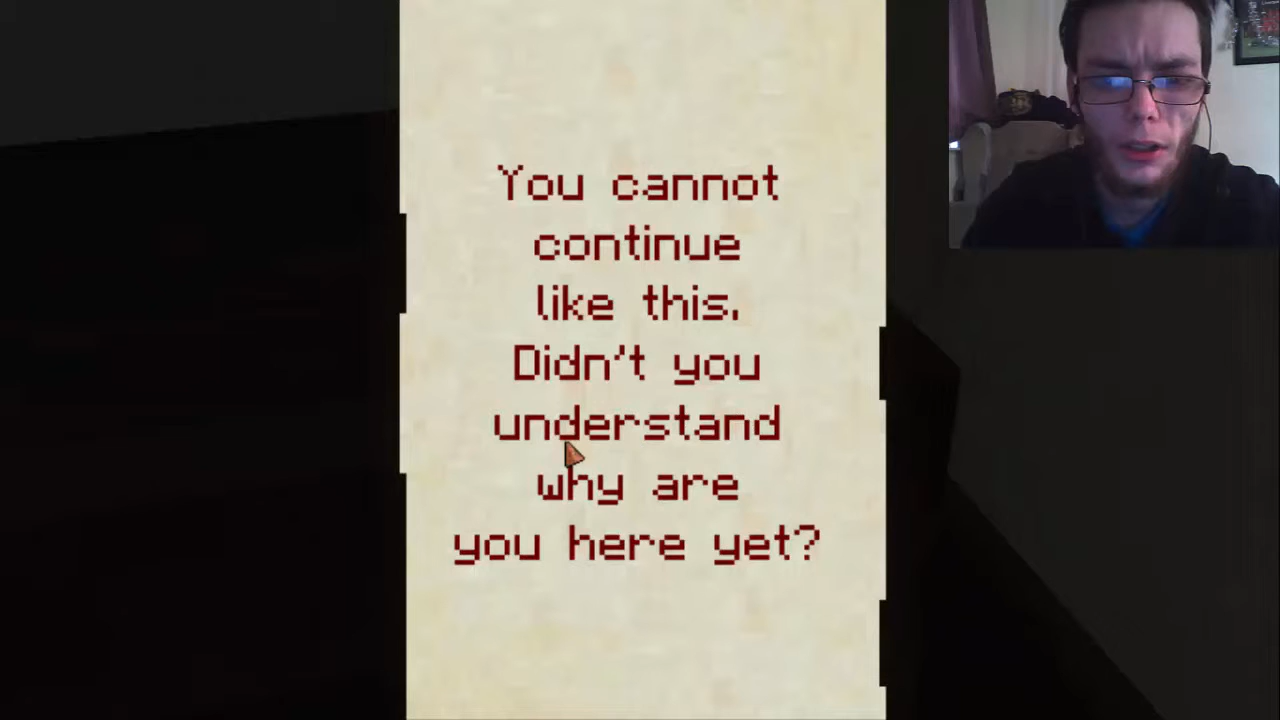 You cannot
continue
like this.
Didn't you
understand
why are
you here yet?